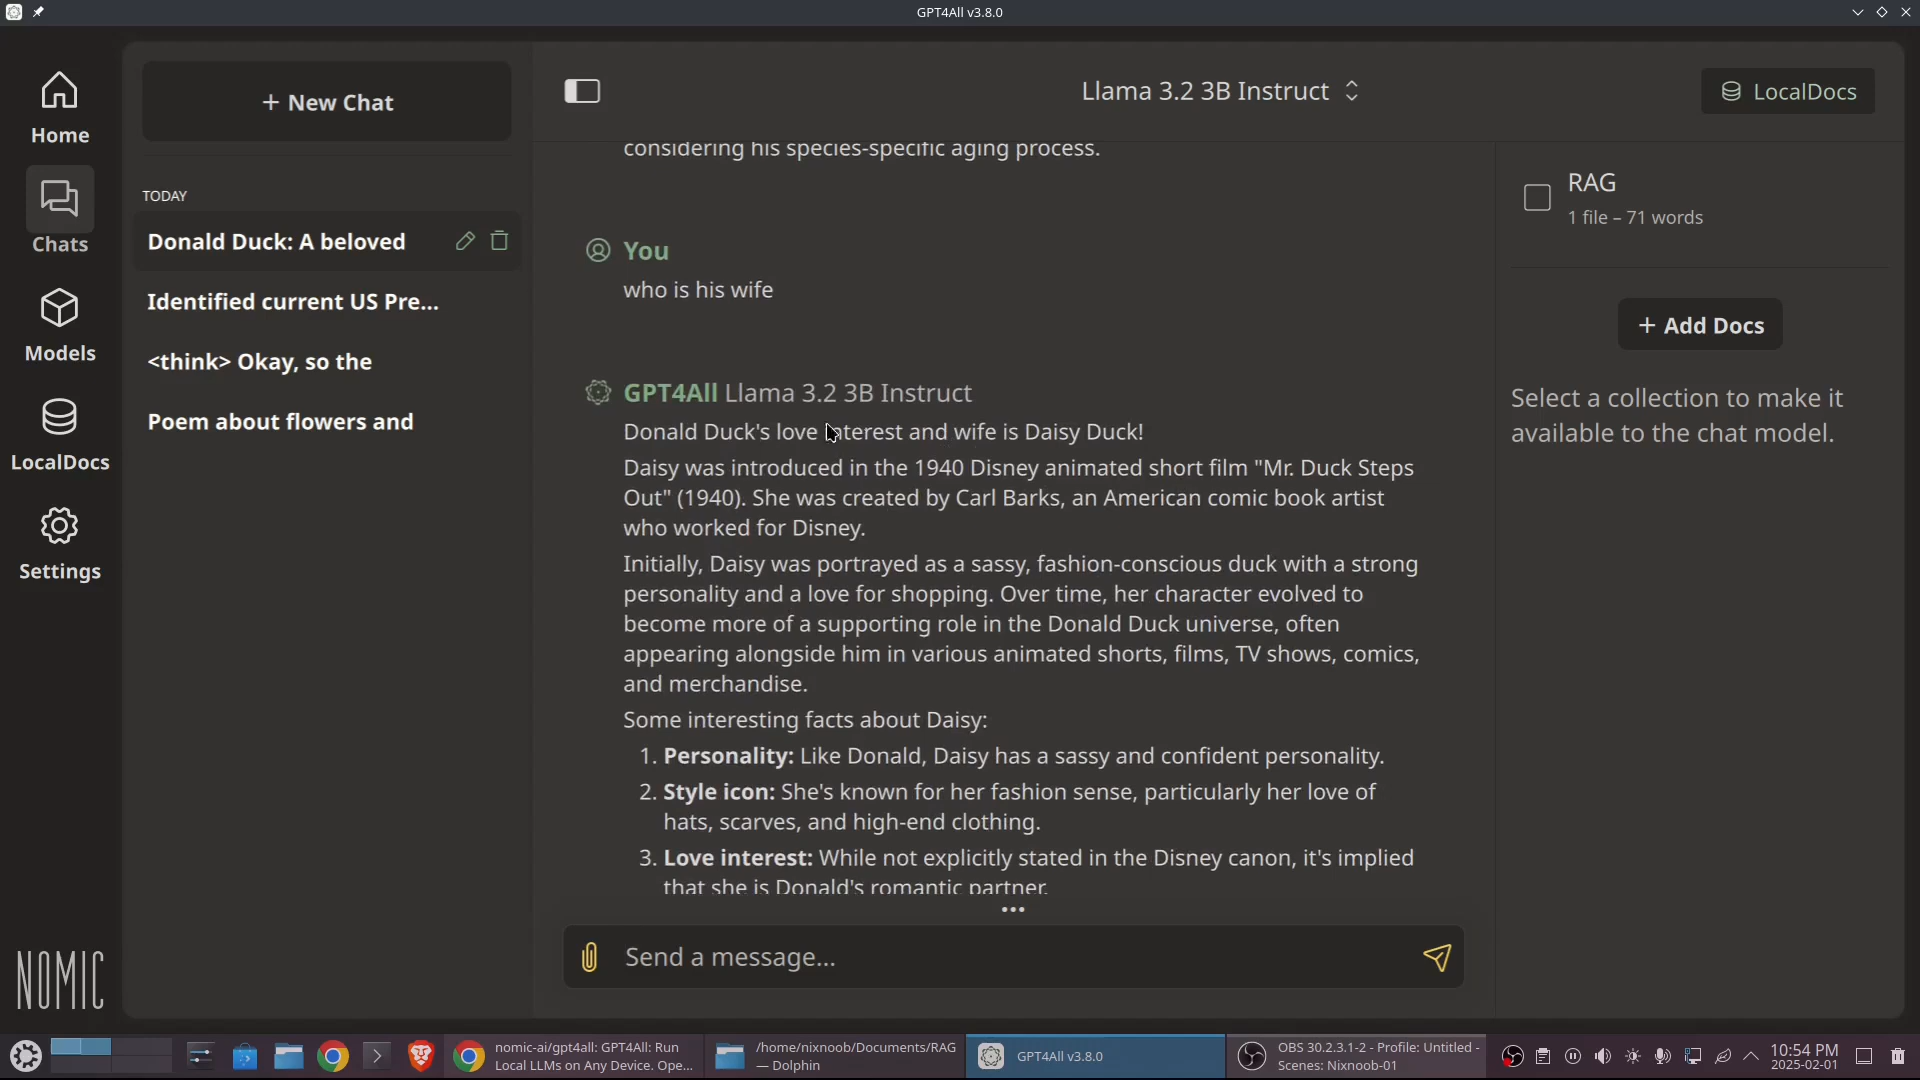 GPT4All v3.8.0
Home
Chats
Models
LocalDocs
Settings
NOMIC
+ New Chat
TODAY
Donald Duck: A beloved
Identified current US Pre...
<think> Okay, so the
Poem about flowers and
Llama 3.2 3B Instruct
LocalDocs
considering his species-specific aging process.
You
who is his wife
GPT4All Llama 3.2 3B Instruct
Donald Duck's love interest and wife is Daisy Duck!
Daisy was introduced in the 1940 Disney animated short film "Mr. Duck Steps
Out" (1940). She was created by Carl Barks, an American comic book artist
who worked for Disney.
Initially, Daisy was portrayed as a sassy, fashion-conscious duck with a strong
personality and a love for shopping. Over time, her character evolved to
become more of a supporting role in the Donald Duck universe, often
appearing alongside him in various animated shorts, films, TV shows, comics,
and merchandise.
Some interesting facts about Daisy:
1. Personality: Like Donald, Daisy has a sassy and confident personality.
2. Style icon: She's known for her fashion sense, particularly her love of
hats, scarves, and high-end clothing.
3. Love interest: While not explicitly stated in the Disney canon, it's implied
that she is Donald's romantic partner.
Send a message...
RAG
1 file – 71 words
+ Add Docs
Select a collection to make it
available to the chat model.
nomic-ai/gpt4all: GPT4All: Run
Local LLMs on Any Device. Ope...
/home/nixnoob/Documents/RAG
— Dolphin
GPT4All v3.8.0
OBS 30.2.3.1-2 - Profile: Untitled -
Scenes: Nixnoob-01
10:54 PM
2025-02-01